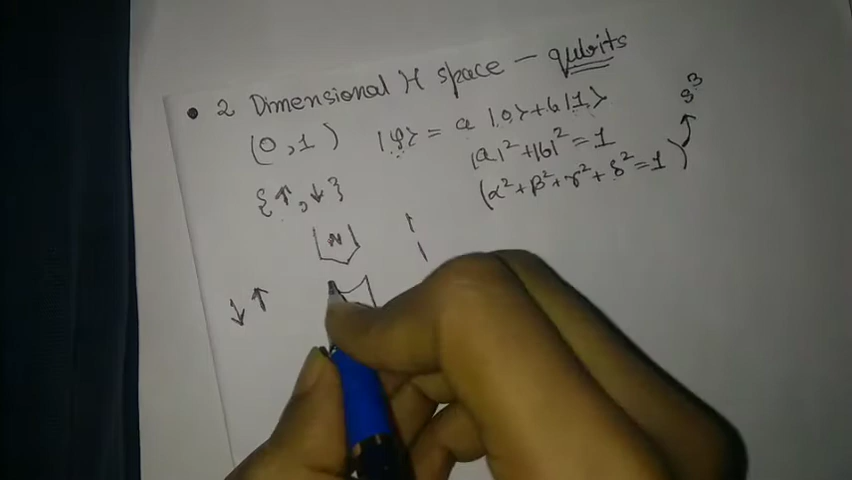 • 2 Dimensional H space – qubits
(0,1) |φ⟩ = a |0⟩ + b |1⟩
|a|² + |b|² = 1
(α² + β² + γ² + δ² = 1) S³
{↑,↓}
N ↑
↓↑